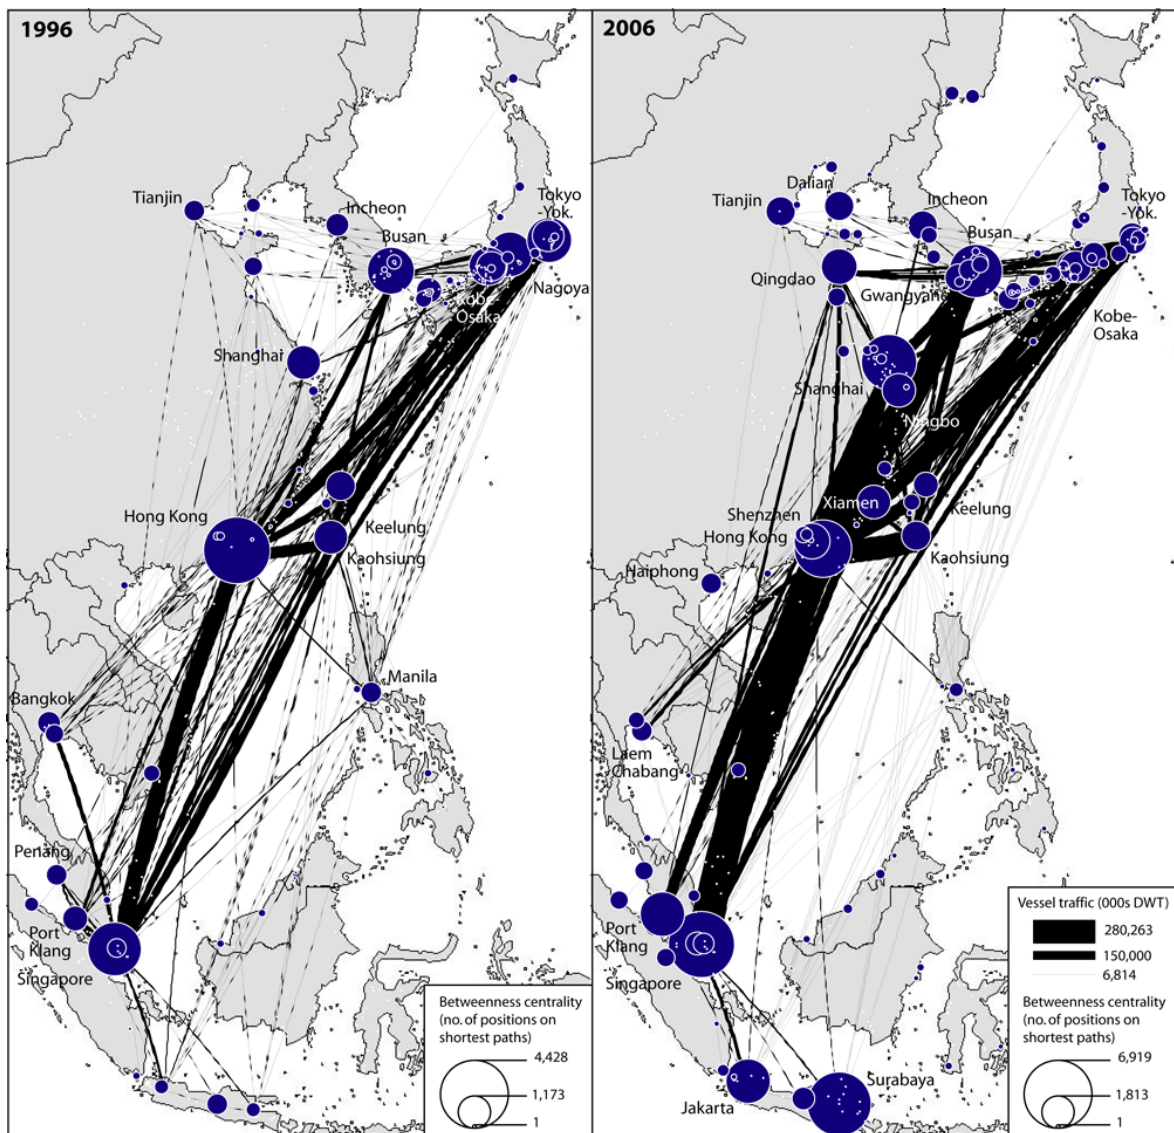 1996
Tianjin
Incheon
Busan
Tokyo
-Yok.
Nagoya
Kobe-
Osaka
Shanghai
Hong Kong
Keelung
Kaohsiung
Manila
Bangkok
Penang
Port
Klang
Singapore
Betweenness centrality
(no. of positions on
shortest paths)
4,428
1,173
1
2006
Tianjin
Dalian
Incheon
Busan
Tokyo
-Yok.
Qingdao
Gwangyang
Kobe-
Osaka
Shanghai
Ningbo
Xiamen
Shenzhen
Hong Kong
Keelung
Kaohsiung
Haiphong
Laem
Chabang
Port
Klang
Singapore
Jakarta
Surabaya
Vessel traffic (000s DWT)
280,263
150,000
6,814
Betweenness centrality
(no. of positions on
shortest paths)
6,919
1,813
1